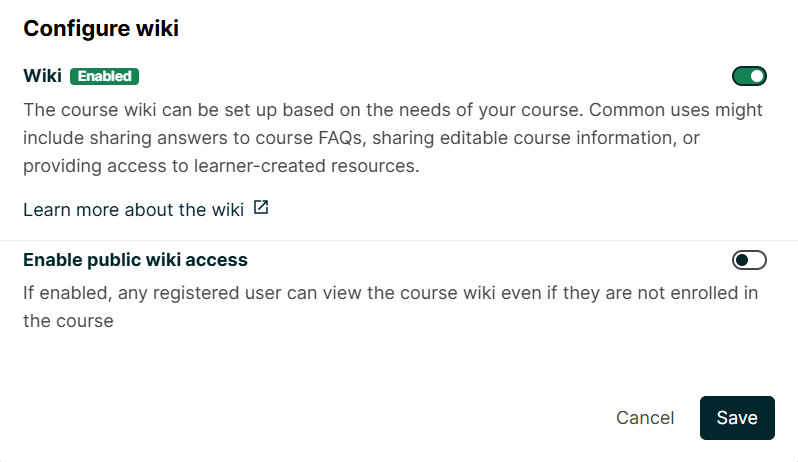 Configure wiki
Wiki Enabled
The course wiki can be set up based on the needs of your course. Common uses might
include sharing answers to course FAQs, sharing editable course information, or
providing access to learner-created resources.
Learn more about the wiki
Enable public wiki access
If enabled, any registered user can view the course wiki even if they are not enrolled in
the course
Cancel Save